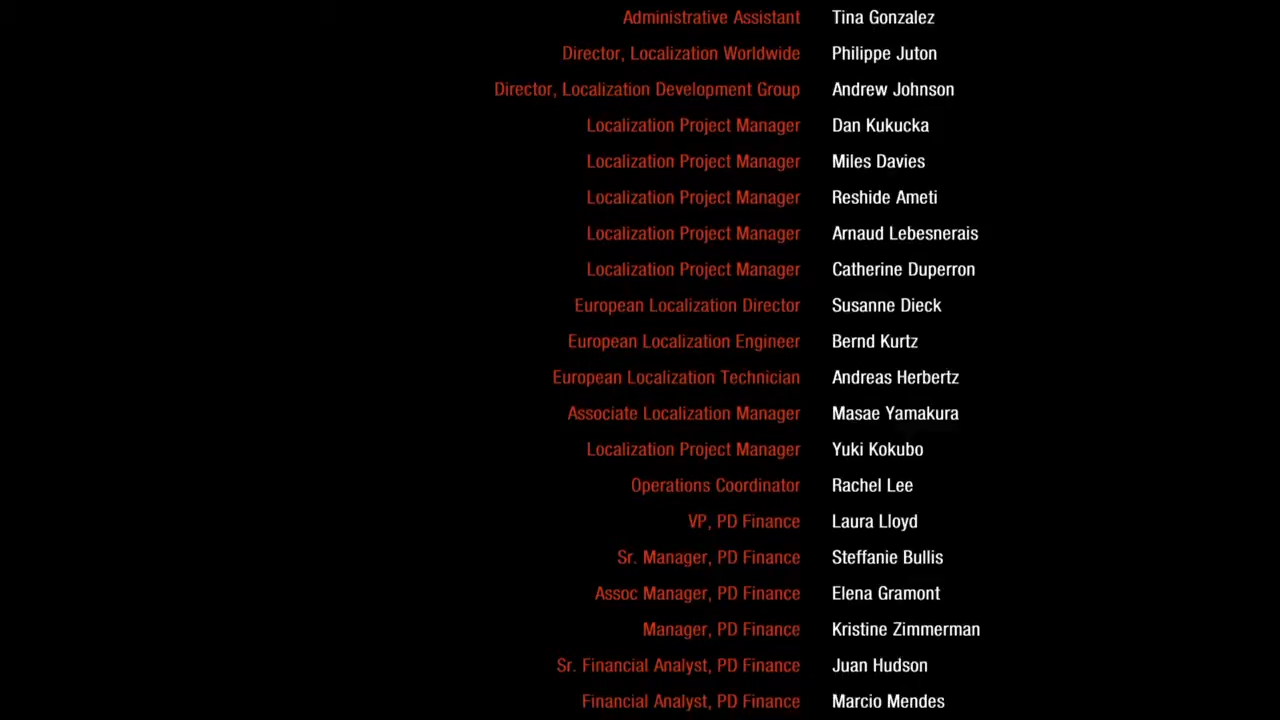 Administrative Assistant Tina Gonzalez
Director, Localization Worldwide Philippe Juton
Director, Localization Development Group Andrew Johnson
Localization Project Manager Dan Kukucka
Localization Project Manager Miles Davies
Localization Project Manager Reshide Ameti
Localization Project Manager Arnaud Lebesnerais
Localization Project Manager Catherine Duperron
European Localization Director Susanne Dieck
European Localization Engineer Bernd Kurtz
European Localization Technician Andreas Herbertz
Associate Localization Manager Masae Yamakura
Localization Project Manager Yuki Kokubo
Operations Coordinator Rachel Lee
VP, PD Finance Laura Lloyd
Sr. Manager, PD Finance Steffanie Bullis
Assoc Manager, PD Finance Elena Gramont
Manager, PD Finance Kristine Zimmerman
Sr. Financial Analyst, PD Finance Juan Hudson
Financial Analyst, PD Finance Marcio Mendes